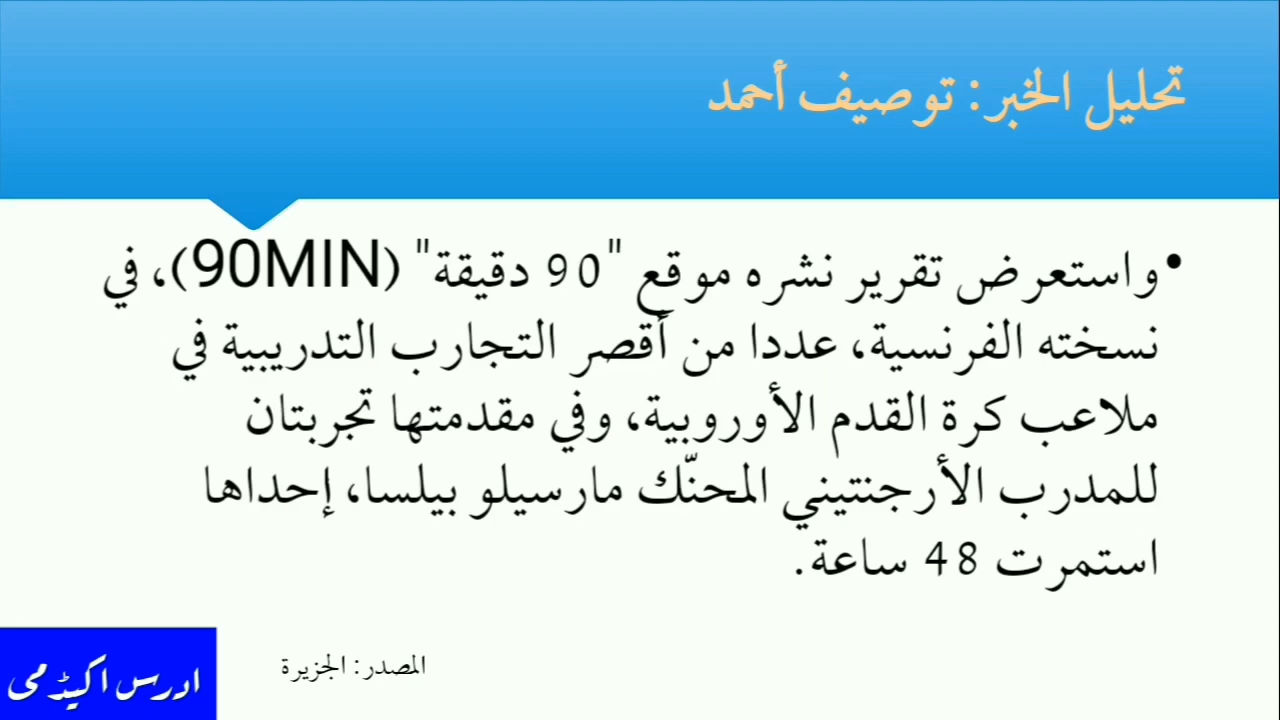 تحليل الخبر: توصيف أحمد
• واستعرض تقرير نشره موقع "90 دقيقة" (90MIN)، في
نسخته الفرنسية، عددا من أقصر التجارب التدريبية في
ملاعب كرة القدم الأوروبية، وفي مقدمتها تجربتان
للمدرب الأرجنتيني المحنّك مارسيلو بيلسا، إحداها
استمرت 48 ساعة.
المصدر: الجزيرة
ادرس اکیڈمی